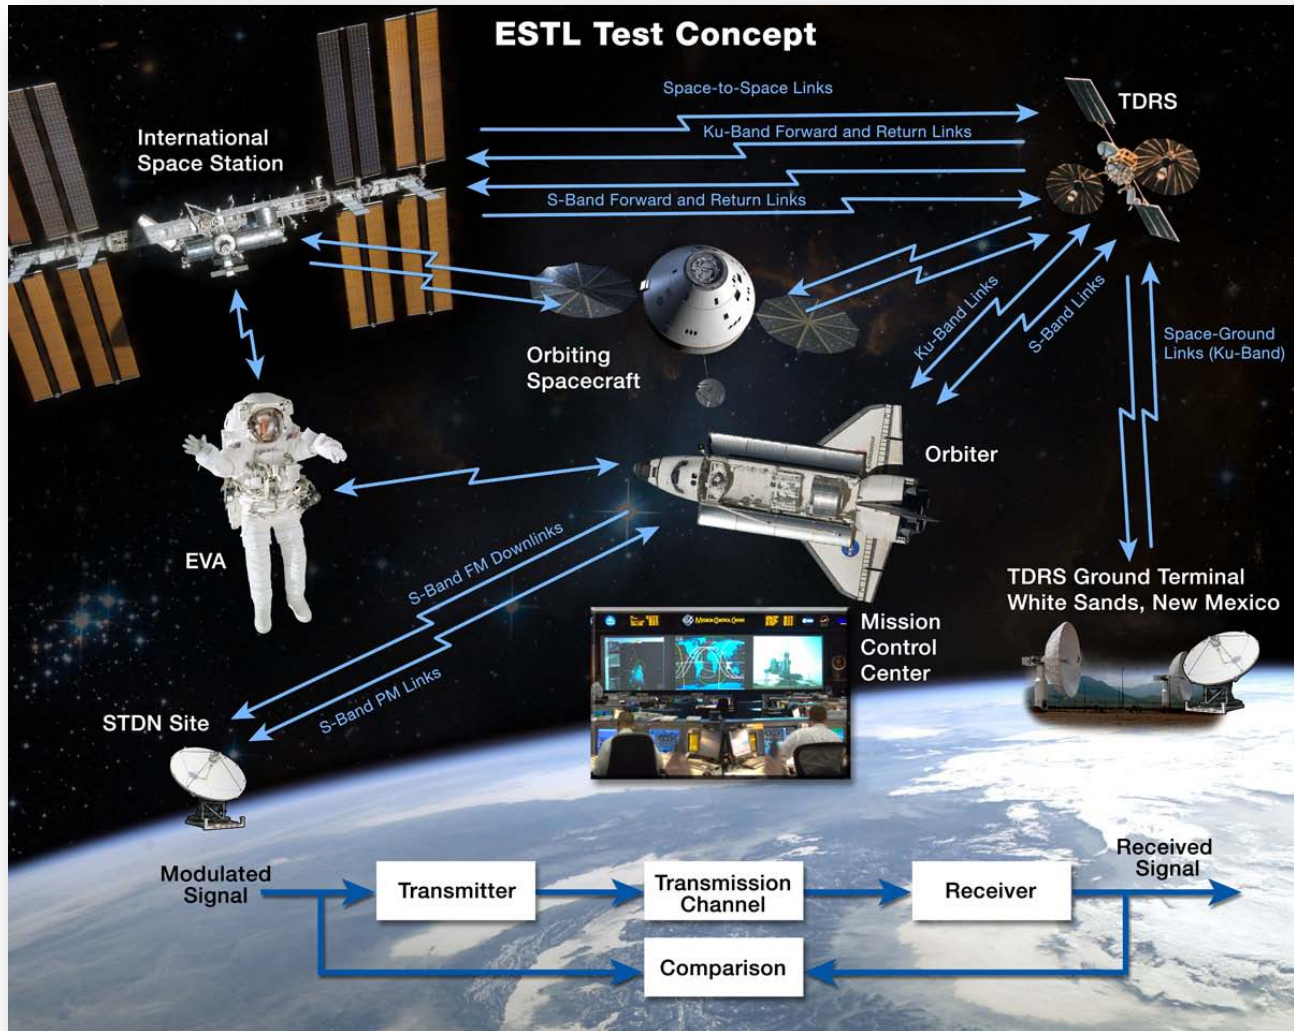 ESTL Test Concept
Space-to-Space Links
TDRS
International
Space Station
Ku-Band Forward and Return Links
S-Band Forward and Return Links
Ku-Band Links
S-Band Links
Space-Ground
Links (Ku-Band)
Orbiting
Spacecraft
Orbiter
EVA
S-Band FM Downlinks
S-Band PM Links
TDRS Ground Terminal
White Sands, New Mexico
Mission Control Center
Mission
Control
Center
STDN Site
Modulated
Signal
Transmitter
Transmission
Channel
Receiver
Received
Signal
Comparison